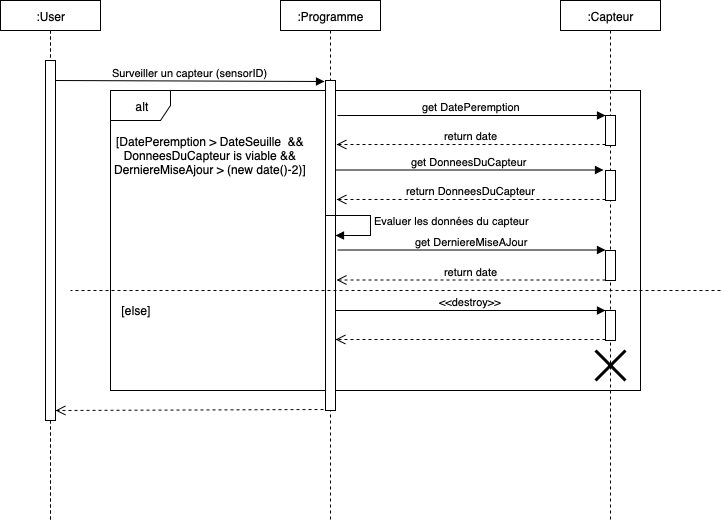 :User
:Programme
:Capteur
Surveiller un capteur (sensorID)
alt
get DatePeremption
[DatePeremption > DateSeuille &&
DonneesDuCapteur is viable &&
DerniereMiseAjour > (new date()-2)]
return date
get DonneesDuCapteur
return DonneesDuCapteur
Evaluer les données du capteur
get DerniereMiseAJour
return date
[else]
<<destroy>>